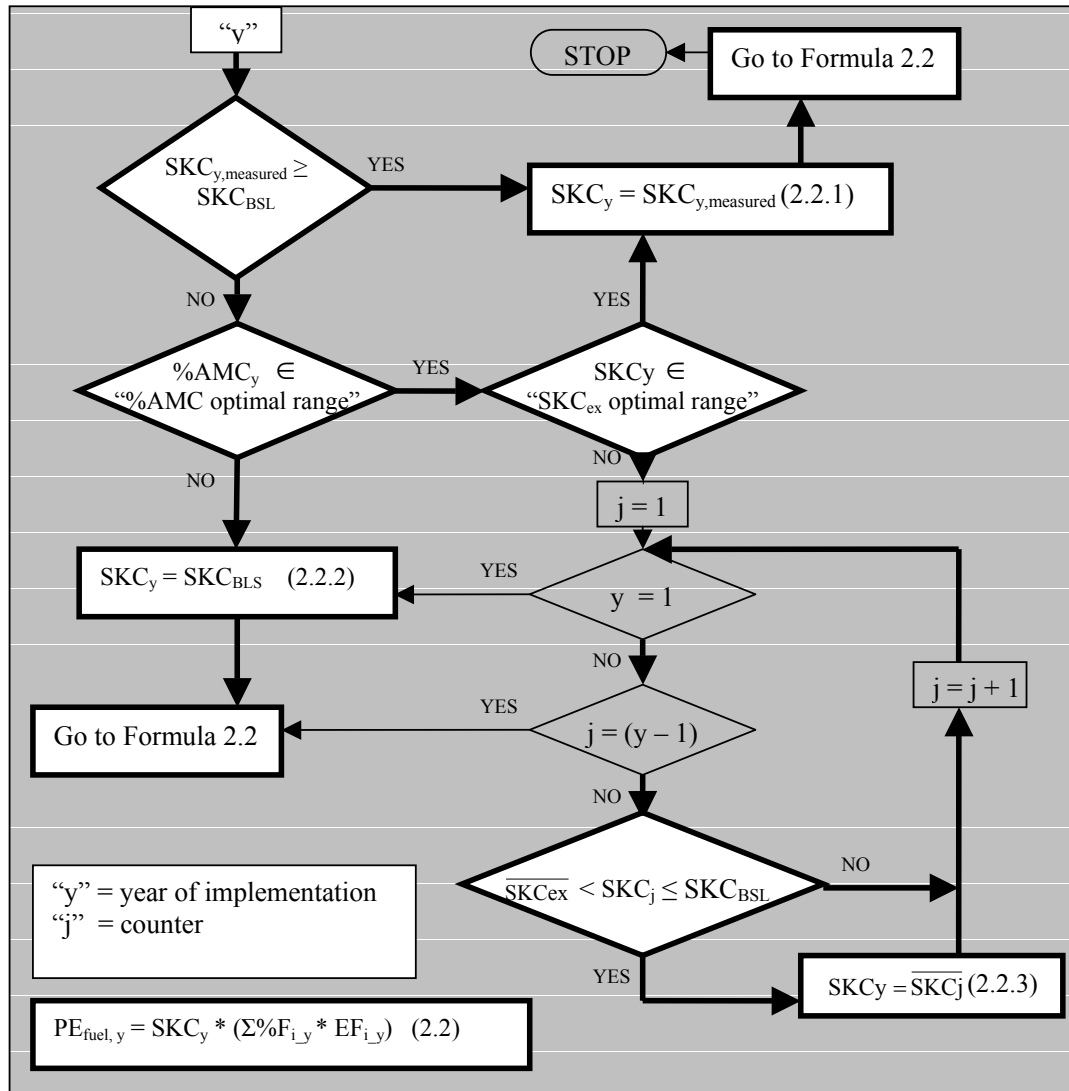 “y”
STOP
Go to Formula 2.2
SKCy,measured ≥
SKCBSL
YES
SKCy = SKCy,measured (2.2.1)
NO
YES
%AMCy ∈
“%AMC optimal range”
YES
SKCy ∈
“SKCex optimal range”
NO
NO
j = 1
SKCy = SKCBLS (2.2.2)
YES
y = 1
NO
j = j + 1
Go to Formula 2.2
YES
j = (y – 1)
NO
S̅K̅C̅e̅x̅ < SKCj ≤ SKCBSL
NO
“y” = year of implementation
“j” = counter
YES
SKCy = S̅K̅C̅j̅ (2.2.3)
PEfuel, y = SKCy * (Σ%Fi_y * EFi_y) (2.2)